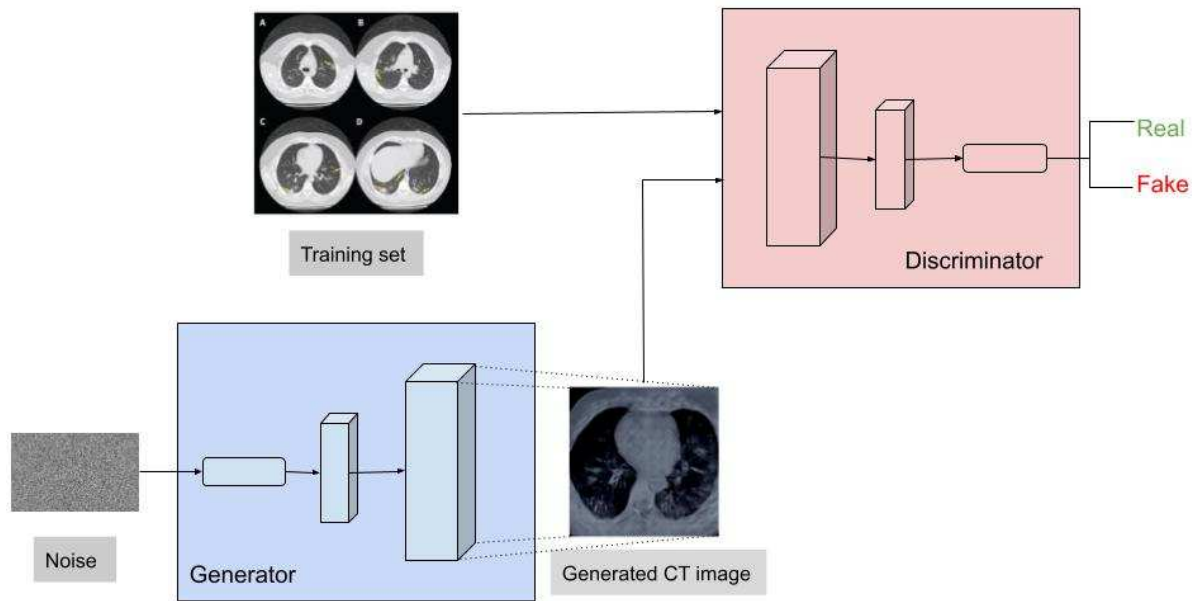 A B
C D
Training set
Real
Fake
Discriminator
Noise
Generator
Generated CT image